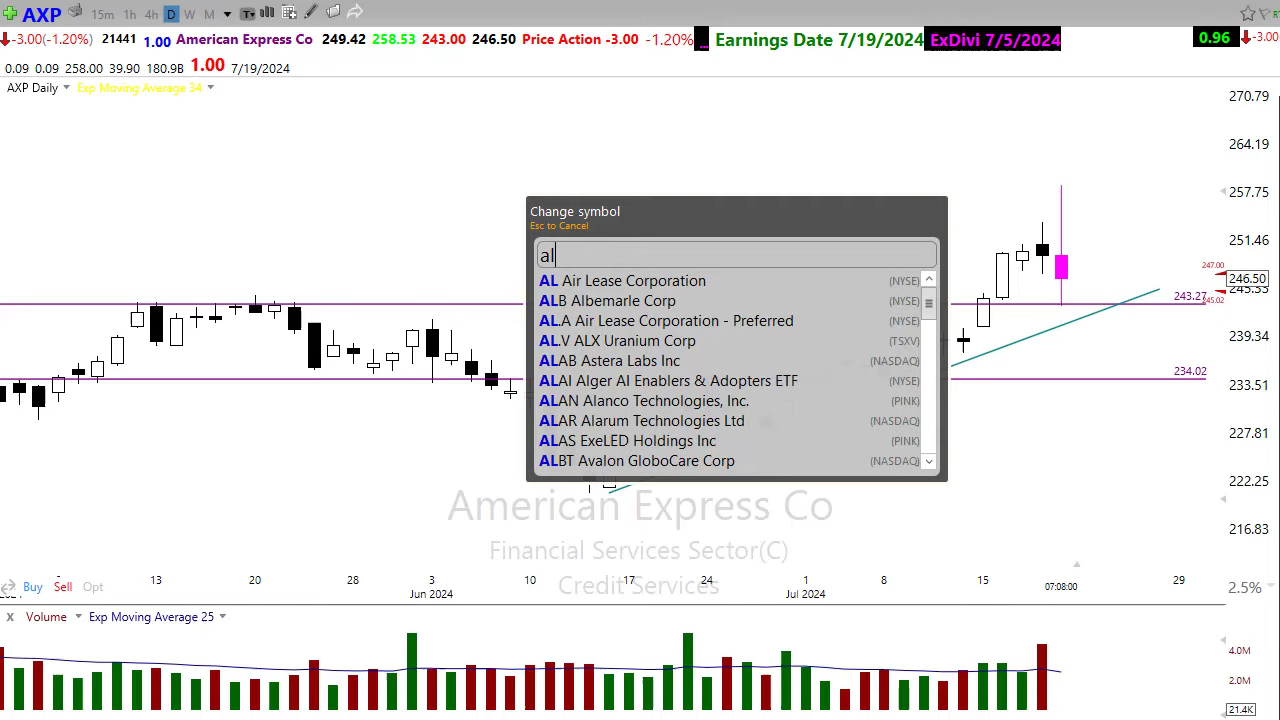 AXP 15m 1h 4h D W M T
-3.00(-1.20%) 21441 1.00 American Express Co 249.42 258.53 243.00 246.50 Price Action -3.00 -1.20% ... Earnings Date 7/19/2024 ExDivi 7/5/2024 0.96 -3.00
0.09 0.09 258.00 39.90 180.9B 1.00 7/19/2024
AXP Daily Exp Moving Average 34
270.79
264.19
257.75
251.46
247.00
246.50
245.02
243.27
239.34
234.02
233.51
227.81
222.25
216.83
Change symbol
Esc to Cancel
al
AL Air Lease Corporation (NYSE)
ALB Albemarle Corp (NYSE)
AL.A Air Lease Corporation - Preferred (NYSE)
AL.V ALX Uranium Corp (TSXV)
ALAB Astera Labs Inc (NASDAQ)
ALAI Alger AI Enablers & Adopters ETF (NYSE)
ALAN Alanco Technologies, Inc. (PINK)
ALAR Alarum Technologies Ltd (NASDAQ)
ALAS ExeLED Holdings Inc (PINK)
ALBT Avalon GloboCare Corp (NASDAQ)
American Express Co
Financial Services Sector(C)
Credit Services
13 20 28 3 10 17 24 1 8 15 29
Buy Sell Opt 07:08:00 2.5%
Jun 2024 Jul 2024
X Volume Exp Moving Average 25
4.0M
2.0M
21.4K